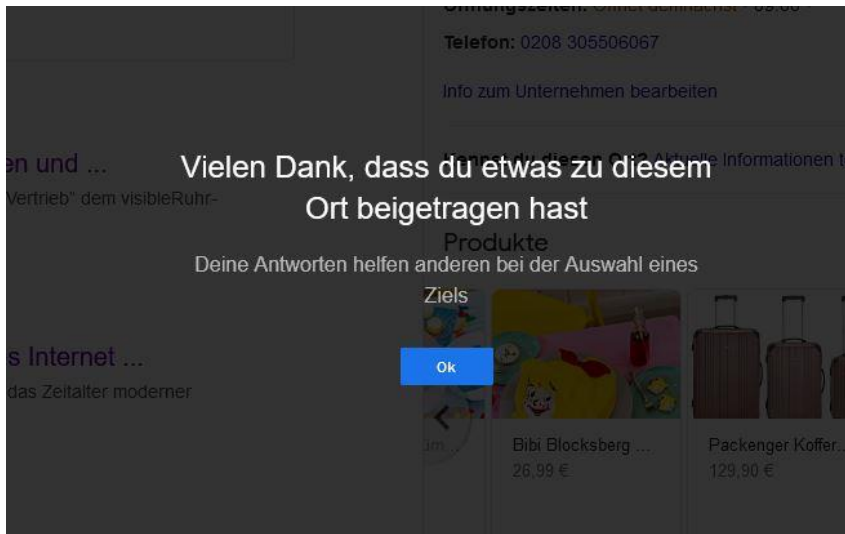 Telefon: 0208 305506067
Info zum Unternehmen bearbeiten
en und ...
Vertrieb" dem visibleRuhr-
Aktuelle Informationen
Vielen Dank, dass du etwas zu diesem
Ort beigetragen hast
Produkte
Deine Antworten helfen anderen bei der Auswahl eines
Ziels
s Internet ...
das Zeitalter moderner
Ok
Bibi Blocksberg ...
26,99 €
Packenger Koffer...
129,90 €